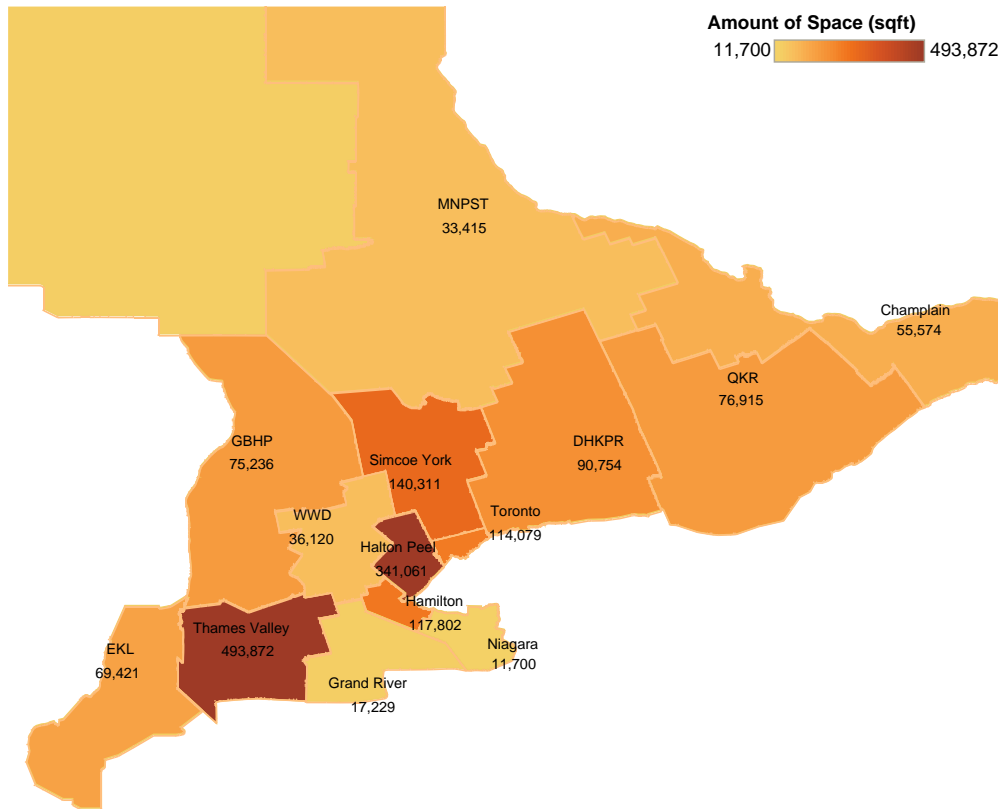 Amount of Space (sqft)
11,700
493,872
MNPST
33,415
Champlain
55,574
QKR
76,915
GBHP
75,236
Simcoe York
140,311
DHKPR
90,754
WWD
36,120
Toronto
114,079
Halton Peel
341,061
Hamilton
117,802
Thames Valley
493,872
Niagara
11,700
EKL
69,421
Grand River
17,229